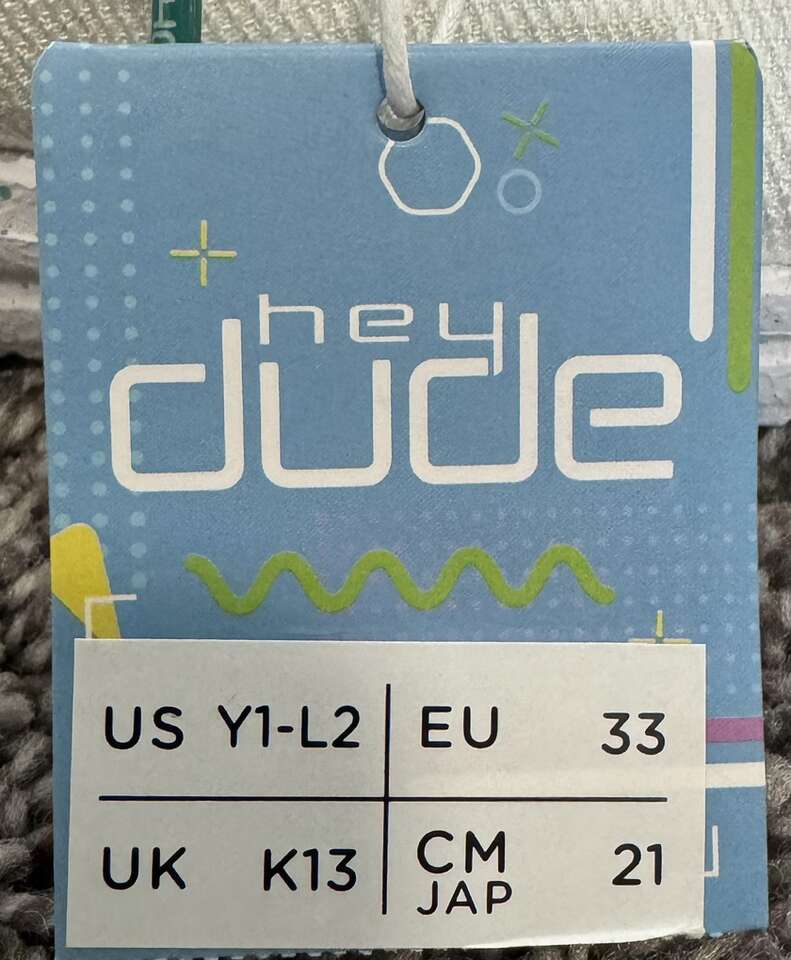 hey
dude
US Y1-L2 EU 33
UK K13 CM JAP 21